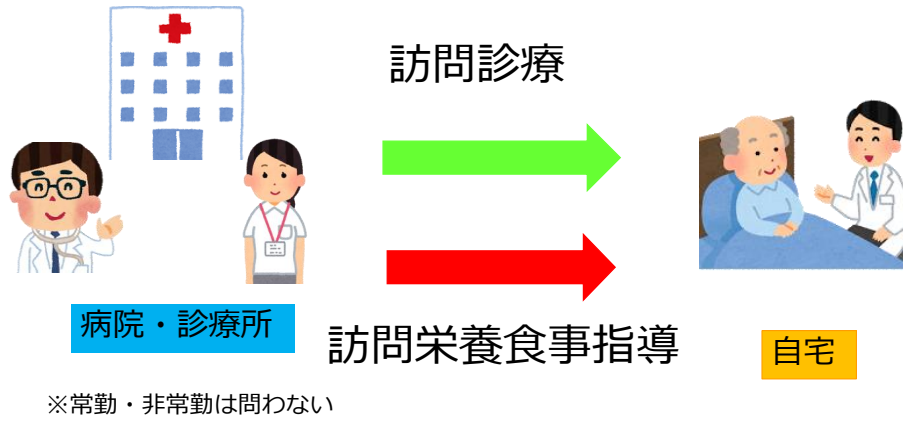 訪問診療
病院・診療所
訪問栄養食事指導
自宅
※常勤・非常勤は問わない